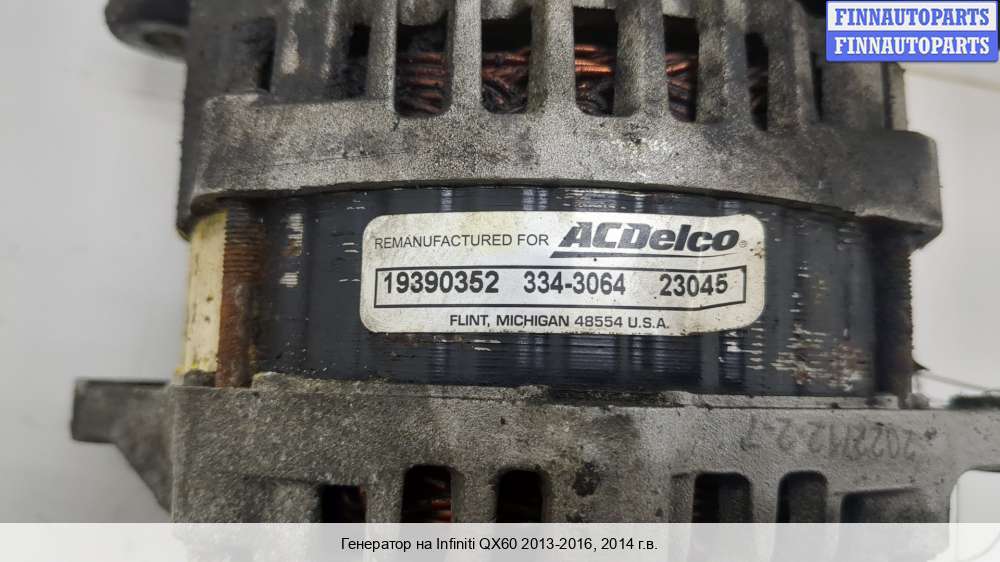 FINNAUTOPARTS
FINNAUTOPARTS
REMANUFACTURED FOR ACDelco®
19390352 334-3064 23045
FLINT, MICHIGAN 48554 U.S.A.
Генератор на Infiniti QX60 2013-2016, 2014 г.в.